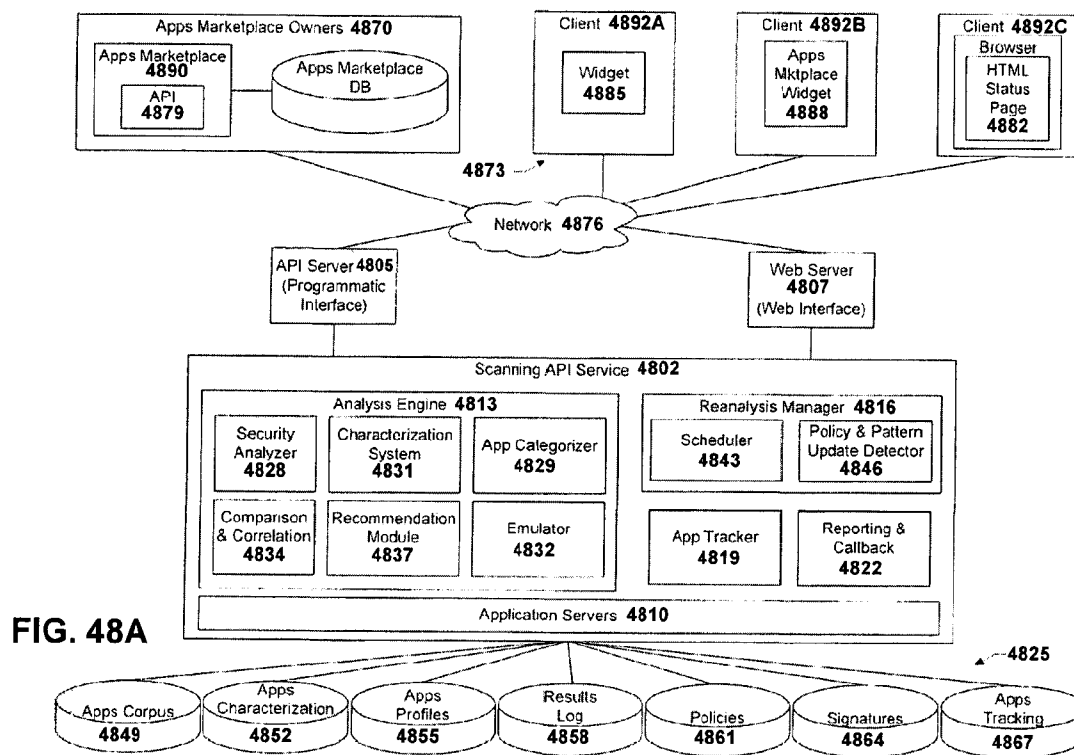 Apps Marketplace Owners 4870
Apps Marketplace
4890
API
4879
Apps Marketplace
DB
Client 4892A
Widget
4885
Client 4892B
Apps
Mktplace
Widget
4888
Client 4892C
Browser
HTML
Status
Page
4882
4873
Network 4876
API Server 4805
(Programmatic
Interface)
Web Server
4807
(Web Interface)
Scanning API Service 4802
Analysis Engine 4813
Security
Analyzer
4828
Characterization
System
4831
App Categorizer
4829
Comparison
& Correlation
4834
Recommendation
Module
4837
Emulator
4832
Reanalysis Manager 4816
Scheduler
4843
Policy & Pattern
Update Detector
4846
App Tracker
4819
Reporting &
Callback
4822
Application Servers 4810
FIG. 48A
4825
Apps Corpus
4849
Apps
Characterization
4852
Apps
Profiles
4855
Results
Log
4858
Policies
4861
Signatures
4864
Apps
Tracking
4867